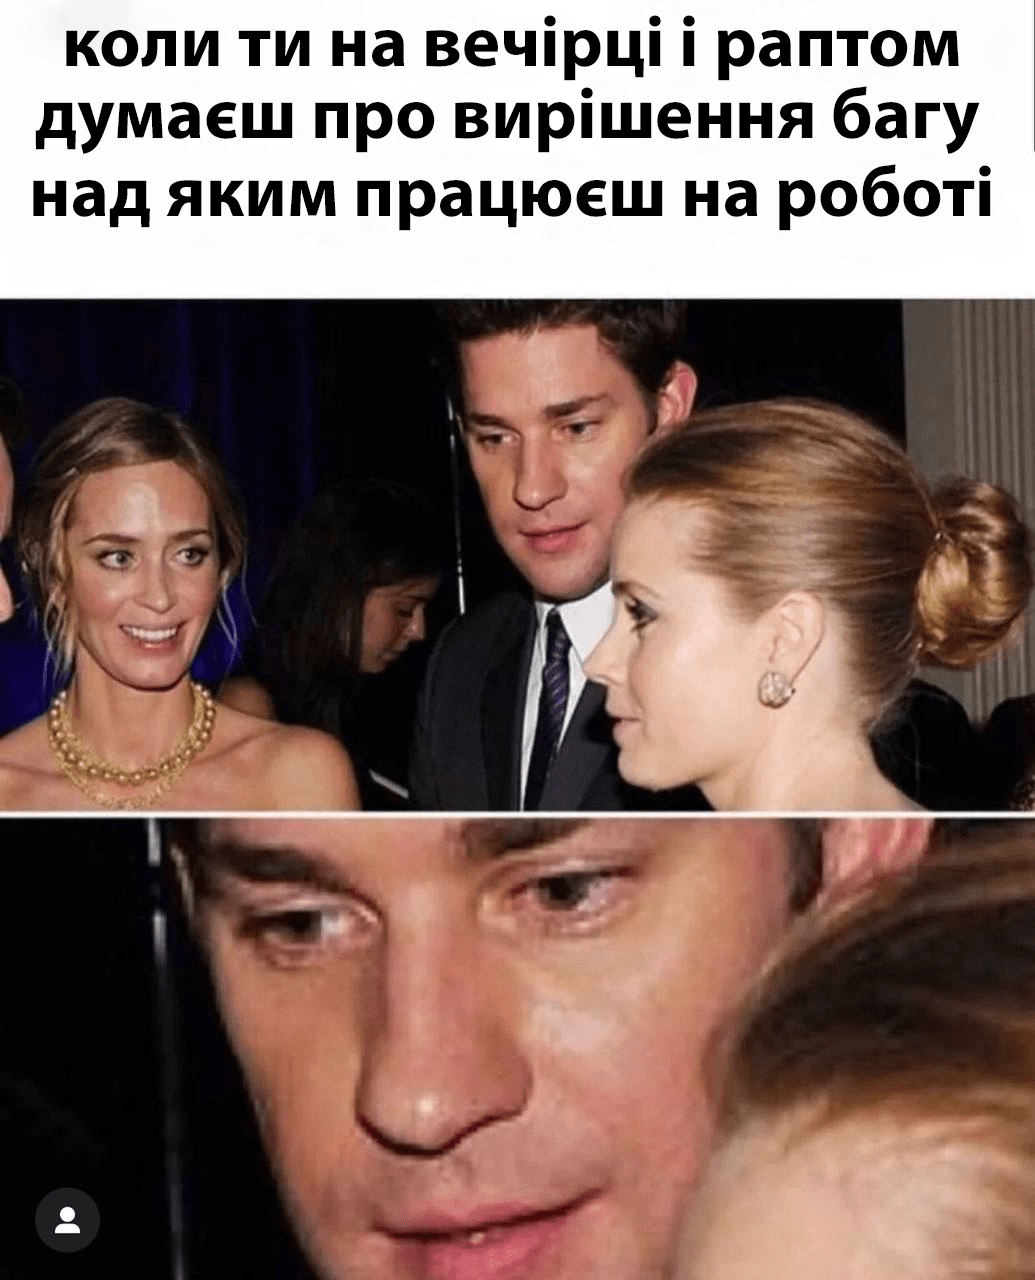 коли ти на вечірці і раптом
думаєш про вирішення багу
над яким працюєш на роботі